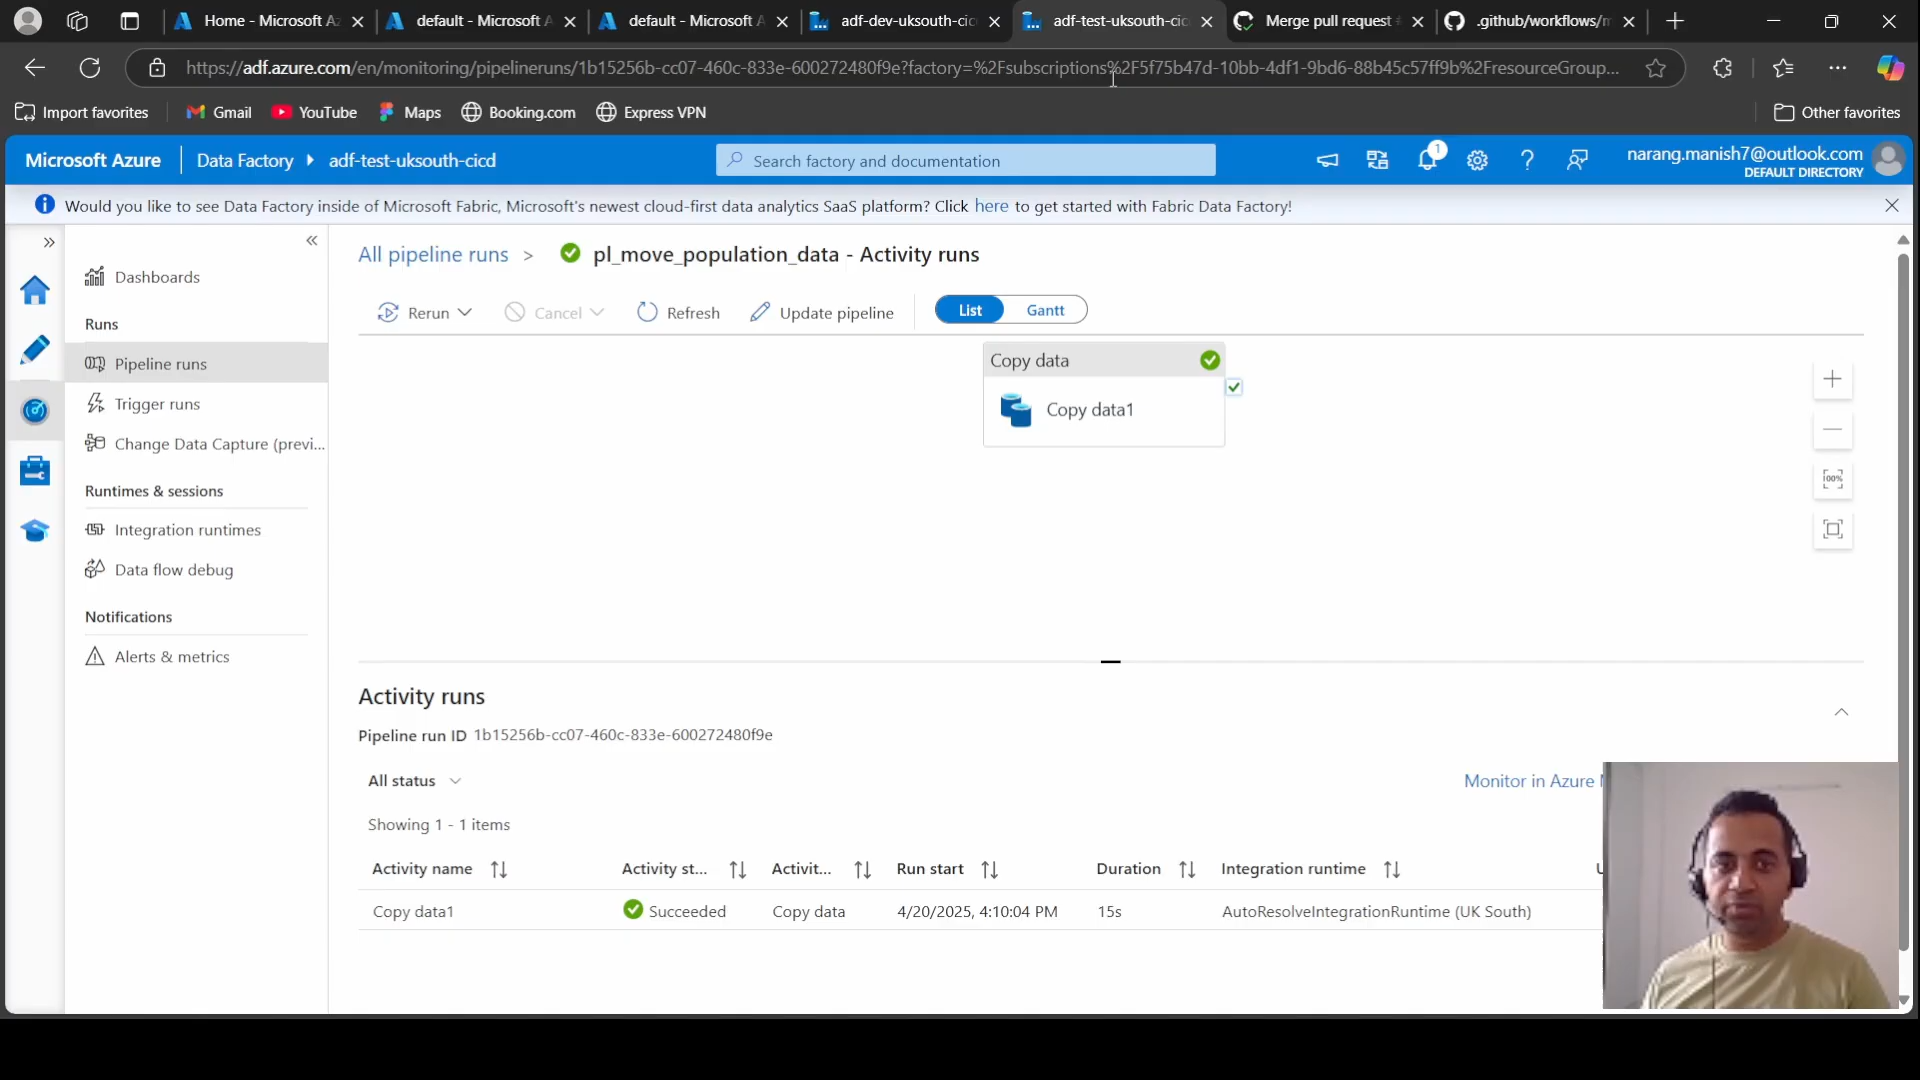 Home - Microsoft Az
default - Microsoft A
default - Microsoft A
adf-dev-uksouth-cic
adf-test-uksouth-cic
Merge pull request
.github/workflows/m
https://adf.azure.com/en/monitoring/pipelineruns/1b15256b-cc07-460c-833e-600272480f9e?factory=%2Fsubscriptions%2F5f75b47d-10bb-4df1-9bd6-88b45c57ff9b%2FresourceGroup...
Import favorites
Gmail
YouTube
Maps
Booking.com
Express VPN
Other favorites
Microsoft Azure
Data Factory
adf-test-uksouth-cicd
Search factory and documentation
1
narang.manish7@outlook.com
DEFAULT DIRECTORY
Would you like to see Data Factory inside of Microsoft Fabric, Microsoft's newest cloud-first data analytics SaaS platform? Click here to get started with Fabric Data Factory!
Dashboards
Runs
Pipeline runs
Trigger runs
Change Data Capture (previ...
Runtimes & sessions
Integration runtimes
Data flow debug
Notifications
Alerts & metrics
All pipeline runs >
pl_move_population_data - Activity runs
Rerun
Cancel
Refresh
Update pipeline
List
Gantt
Copy data
Copy data1
100%
Activity runs
Pipeline run ID 1b15256b-cc07-460c-833e-600272480f9e
All status
Monitor in Azure
Showing 1 - 1 items
Activity name
Activity st...
Activit...
Run start
Duration
Integration runtime
Copy data1
Succeeded
Copy data
4/20/2025, 4:10:04 PM
15s
AutoResolveIntegrationRuntime (UK South)